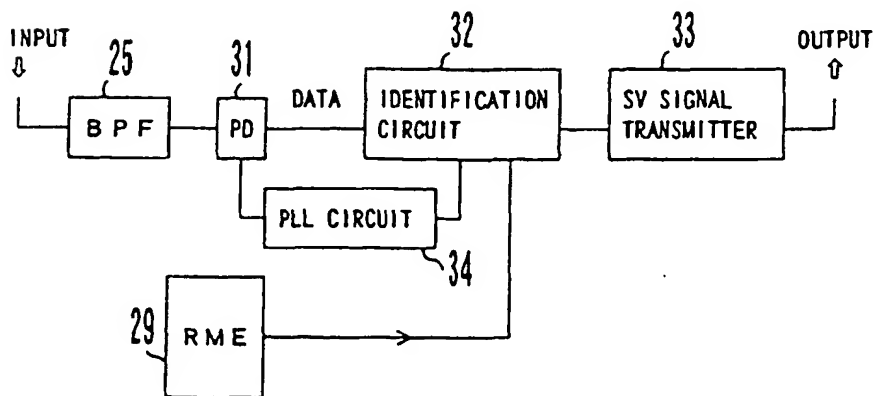 INPUT
25
31
32
33
OUTPUT
BPF
PD
DATA
IDENTIFICATION
CIRCUIT
SV SIGNAL
TRANSMITTER
PLL CIRCUIT
34
29
RME